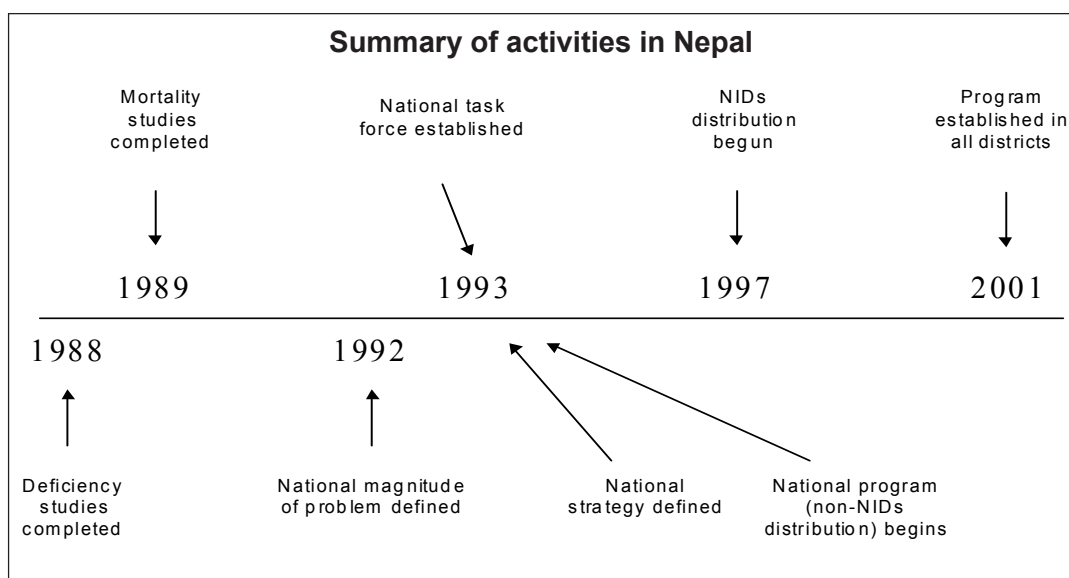 Summary of activities in Nepal
Mortality
studies
completed
National task
force established
NIDs
distribution
begun
Program
established in
all districts
1989
1993
1997
2001
1988
1992
Deficiency
studies
completed
National magnitude
of problem defined
National
strategy defined
National program
(non-NIDs
distribution) begins